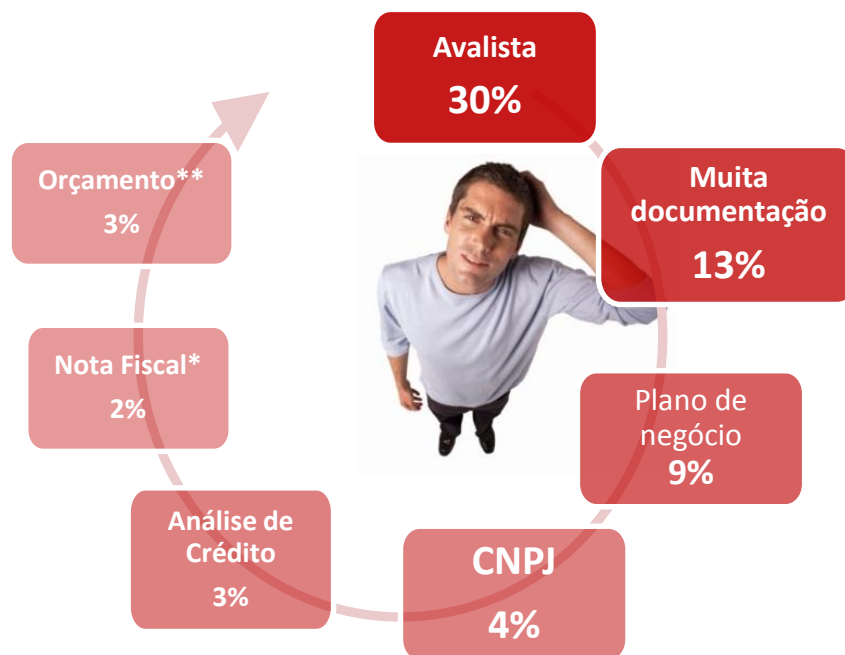 Avalista
30%
Muita
documentação
13%
Plano de
negócio
9%
CNPJ
4%
Análise de
Crédito
3%
Nota Fiscal*
2%
Orçamento**
3%